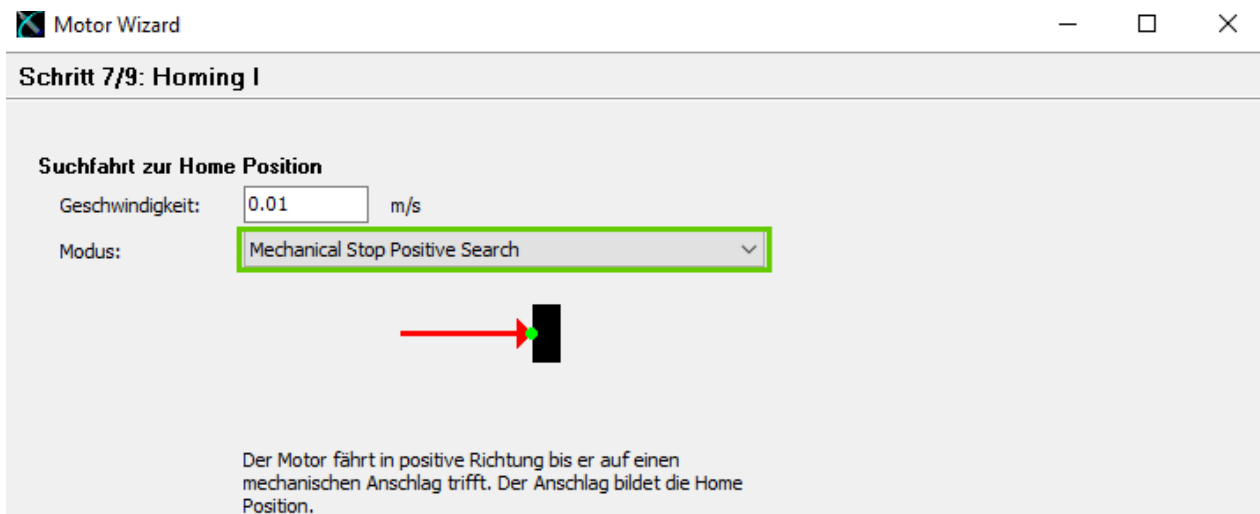 Motor Wizard
Schritt 7/9: Homing I
Suchfahrt zur Home Position
Geschwindigkeit: 0.01 m/s
Modus: Mechanical Stop Positive Search
Der Motor fährt in positive Richtung bis er auf einen
mechanischen Anschlag trifft. Der Anschlag bildet die Home
Position.